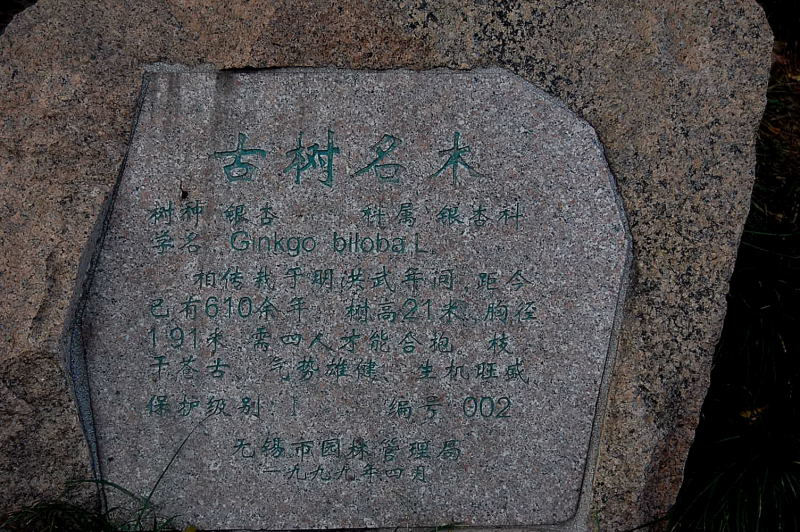 古树名木
树种 银杏 科属 银杏科
学名 Ginkgo biloba L.
相传栽于明洪武年间,距今
已有610余年 树高21米,胸径
1.91米,需四人才能合抱 枝
干苍古、气势雄健、生机旺盛
保护级别:I 编号 002
无锡市园林管理局
一九九九年四月